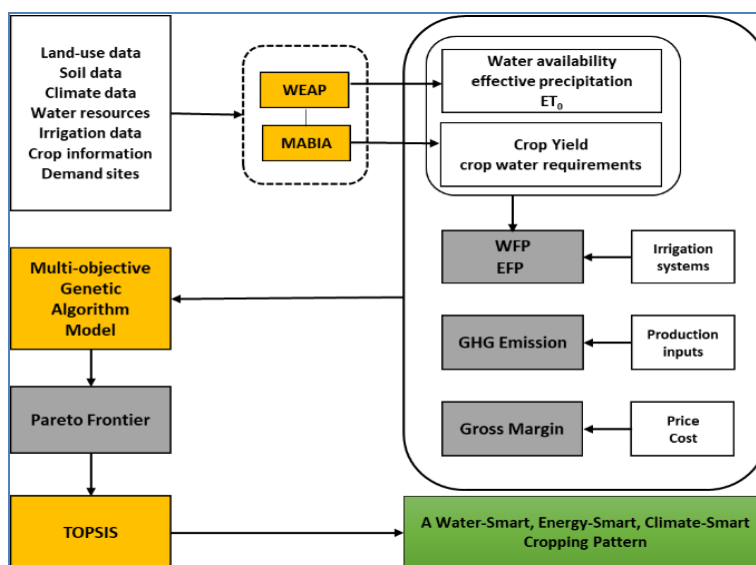 Land-use data
Soil data
Climate data
Water resources
Irrigation data
Crop information
Demand sites
WEAP
MABIA
Water availability
effective precipitation
ET₀
Crop Yield
crop water requirements
WFP
EFP
Irrigation
systems
GHG Emission
Production
inputs
Gross Margin
Price
Cost
Multi-objective
Genetic
Algorithm
Model
Pareto Frontier
TOPSIS
A Water-Smart, Energy-Smart, Climate-Smart
Cropping Pattern